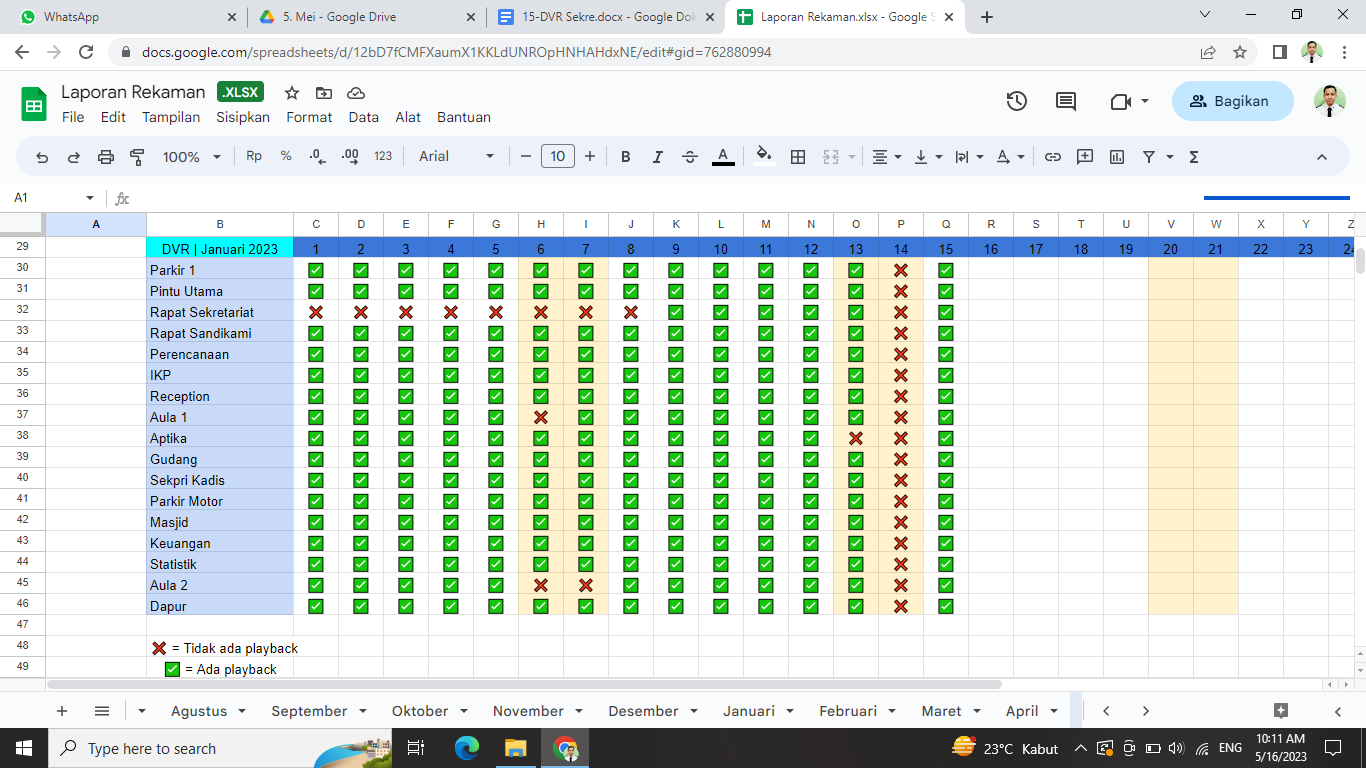 WhatsApp
5. Mei - Google Drive
15-DVR Sekre.docx - Google Do
Laporan Rekaman.xlsx - Google S
docs.google.com/spreadsheets/d/12bD7fCMFXaumX1KKLdUNROpHNHAHdxNE/edit#gid=762880994
Laporan Rekaman .XLSX
File Edit Tampilan Sisipkan Format Data Alat Bantuan
Bagikan
100% Rp % .0 .00 123 Arial 10 B I A
A1 fx
A B C D E F G H I J K L M N O P Q R S T U V W X Y Z
29 DVR | Januari 2023 1 2 3 4 5 6 7 8 9 10 11 12 13 14 15 16 17 18 19 20 21 22 23 24
30 Parkir 1
31 Pintu Utama
32 Rapat Sekretariat
33 Rapat Sandikami
34 Perencanaan
35 IKP
36 Reception
37 Aula 1
38 Aptika
39 Gudang
40 Sekpri Kadis
41 Parkir Motor
42 Masjid
43 Keuangan
44 Statistik
45 Aula 2
46 Dapur
47
48 ❌ = Tidak ada playback
49 ✅ = Ada playback
Agustus September Oktober November Desember Januari Februari Maret April
Type here to search
23°C Kabut
ENG
10:11 AM
5/16/2023